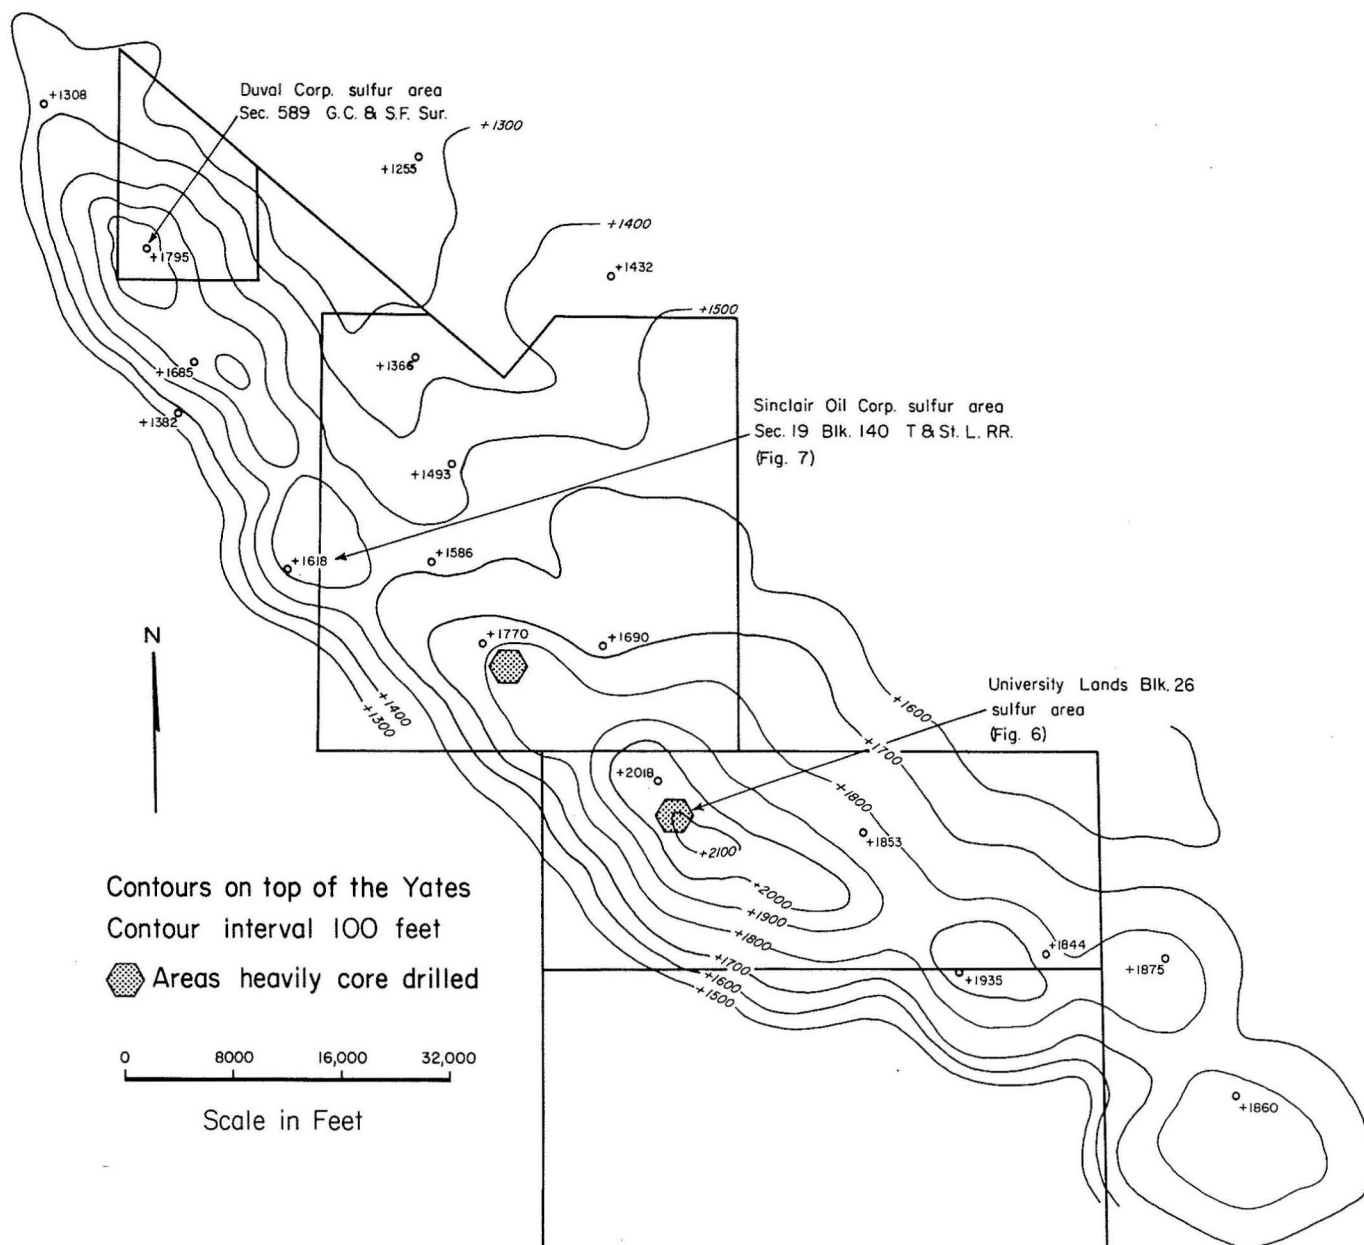 +1308
Duval Corp. sulfur area
Sec. 589 G.C. & S.F. Sur.
+1300
+1255
+1400
+1432
+1795
+1500
+1366
+1685
+1382
Sinclair Oil Corp. sulfur area
Sec. 19 Blk. 140 T & St. L. RR.
(Fig. 7)
+1493
+1618
+1586
N
+1770
+1690
University Lands Blk. 26
sulfur area
(Fig. 6)
+1400
+1300
+1600
+1700
+2018
+1800
+1853
+2100
Contours on top of the Yates
Contour interval 100 feet
Areas heavily core drilled
+2000
+1900
+1800
+1700
+1600
+1500
+1844
+1875
+1935
0 8000 16,000 32,000
Scale in Feet
+1860